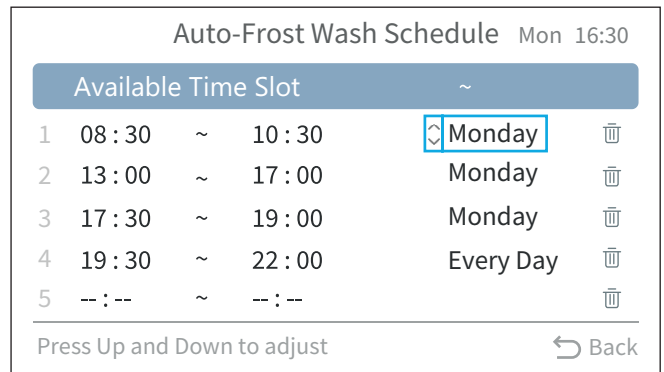 Auto-Frost Wash Schedule Mon 16:30
Available Time Slot ~
1 08 : 30 ~ 10 : 30 Monday
2 13 : 00 ~ 17 : 00 Monday
3 17 : 30 ~ 19 : 00 Monday
4 19 : 30 ~ 22 : 00 Every Day
5 -- : -- ~ -- : --
Press Up and Down to adjust Back